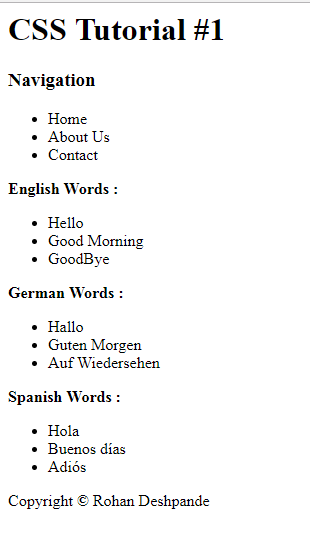 CSS Tutorial #1
Navigation
Home
About Us
Contact
English Words :
Hello
Good Morning
GoodBye
German Words :
Hallo
Guten Morgen
Auf Wiedersehen
Spanish Words :
Hola
Buenos días
Adiós
Copyright © Rohan Deshpande